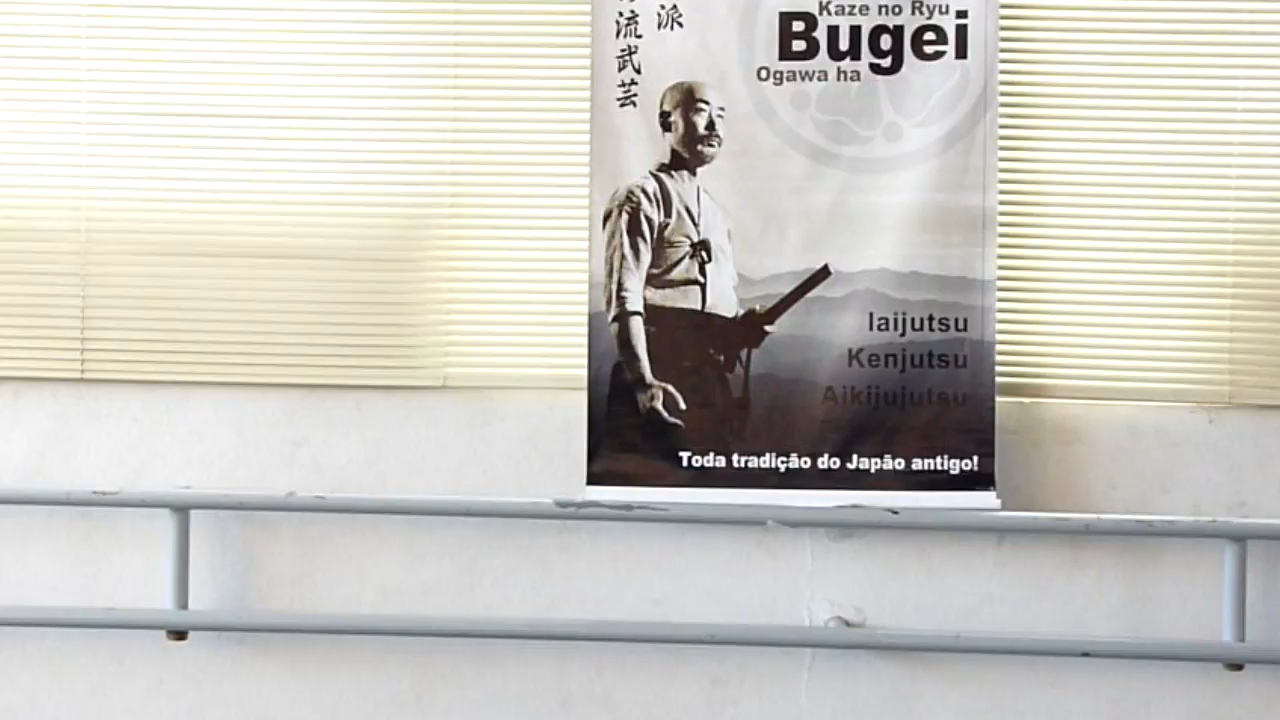 流武芸
派
Kaze no Ryu
Bugei
Ogawa ha
Iaijutsu
Kenjutsu
Aikijujutsu
Toda tradição do Japão antigo!